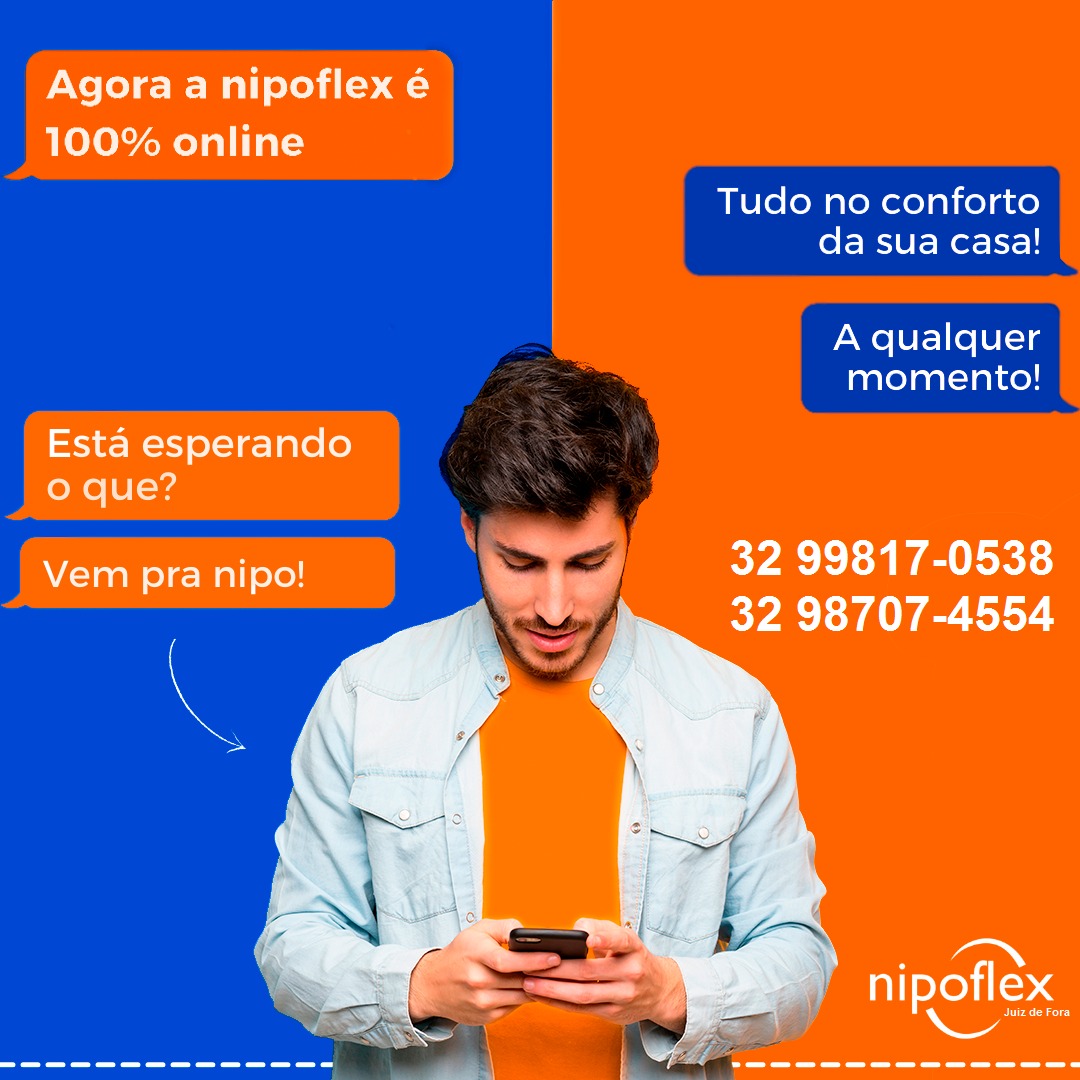 Agora a nipoflex é
100% online
Tudo no conforto
da sua casa!
A qualquer
momento!
Está esperando
o que?
Vem pra nipo!
32 99817-0538
32 98707-4554
nipoflex
Juiz de Fora